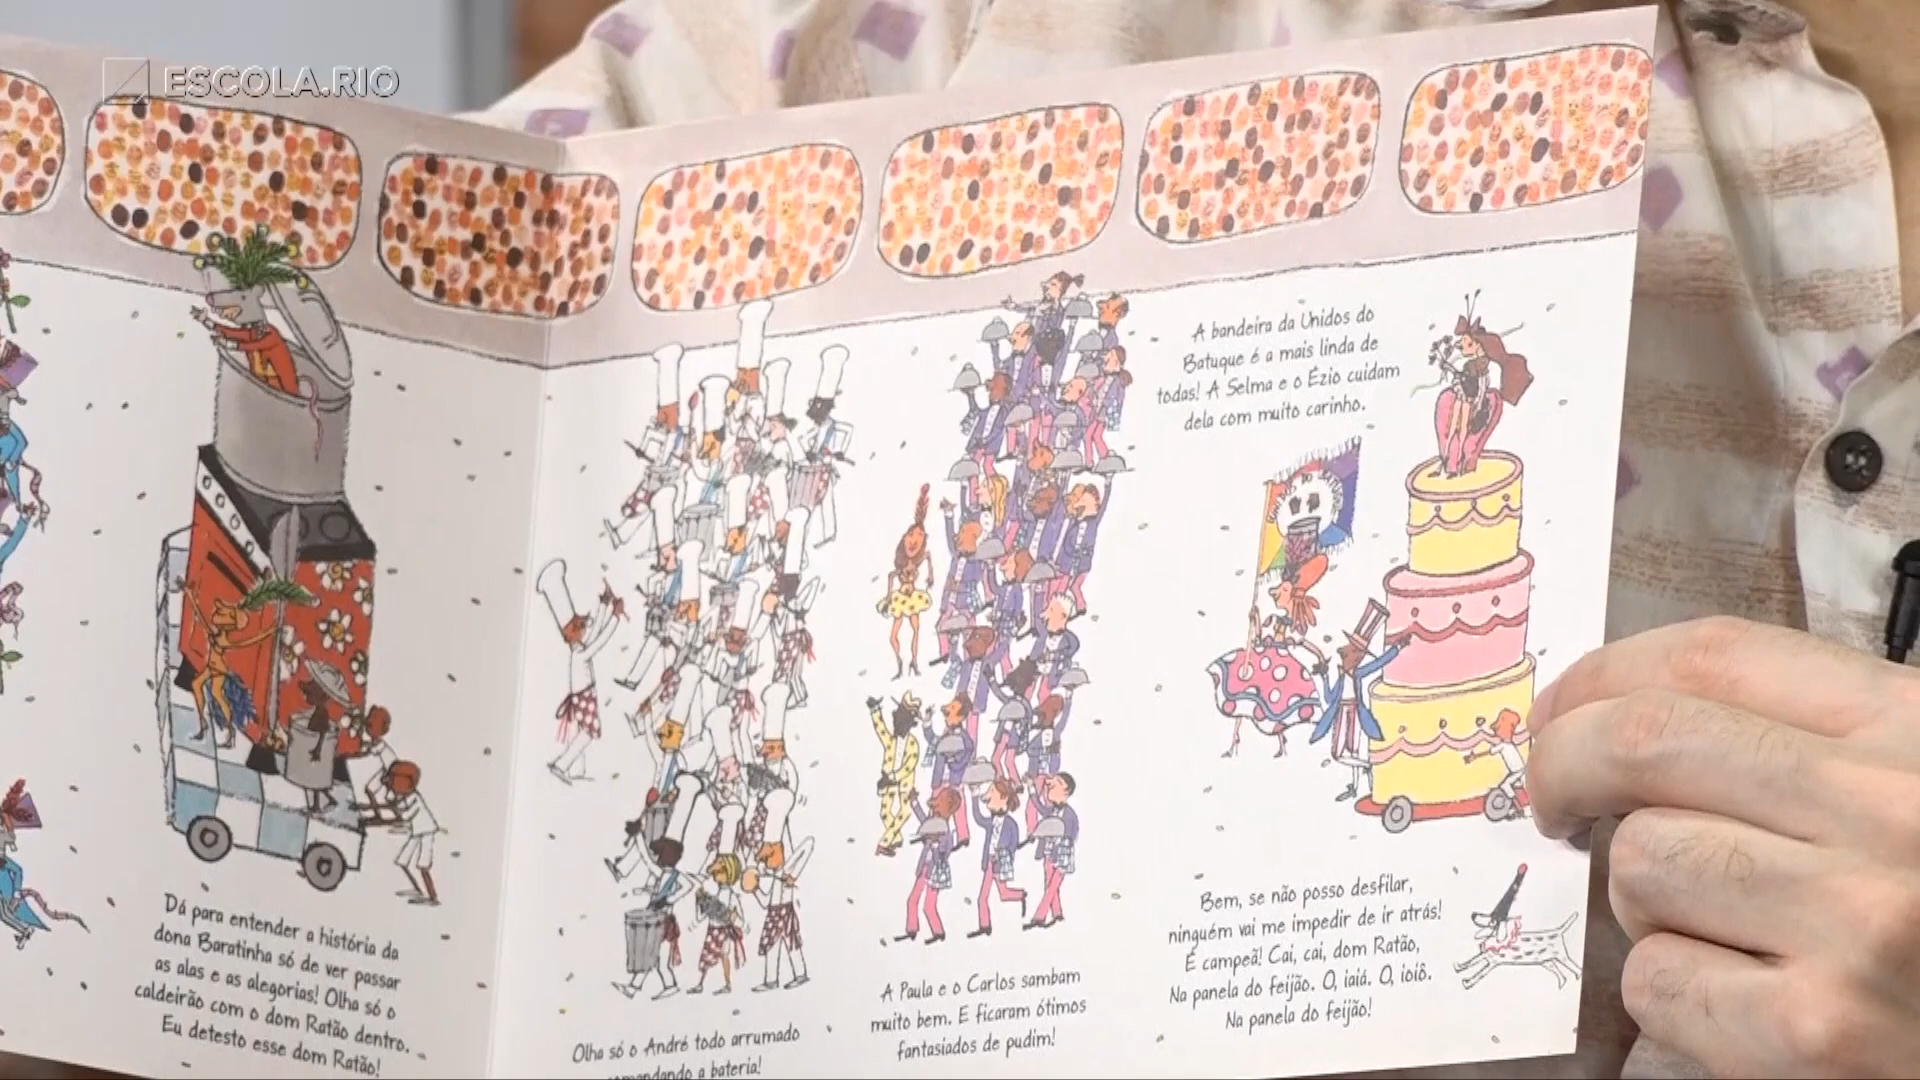 ESCOLA.RIO
Dá para entender a história da
dona Baratinha só de ver passar
as alas e as alegorias! Olha só o
caldeirão com o dom Ratão dentro.
Eu detesto esse dom Ratão!
Olha só o André todo arrumado
comandando a bateria!
A Paula e o Carlos sambam
muito bem. E ficaram ótimos
fantasiados de pudim!
A bandeira da Unidos do
Batuque é a mais linda de
todas! A Selma e o Ézio cuidam
dela com muito carinho.
Bem, se não posso desfilar,
ninguém vai me impedir de ir atrás!
É campeã! Cai, cai, dom Ratão,
Na panela do feijão. O, iaiá. O, ioiô.
Na panela do feijão!